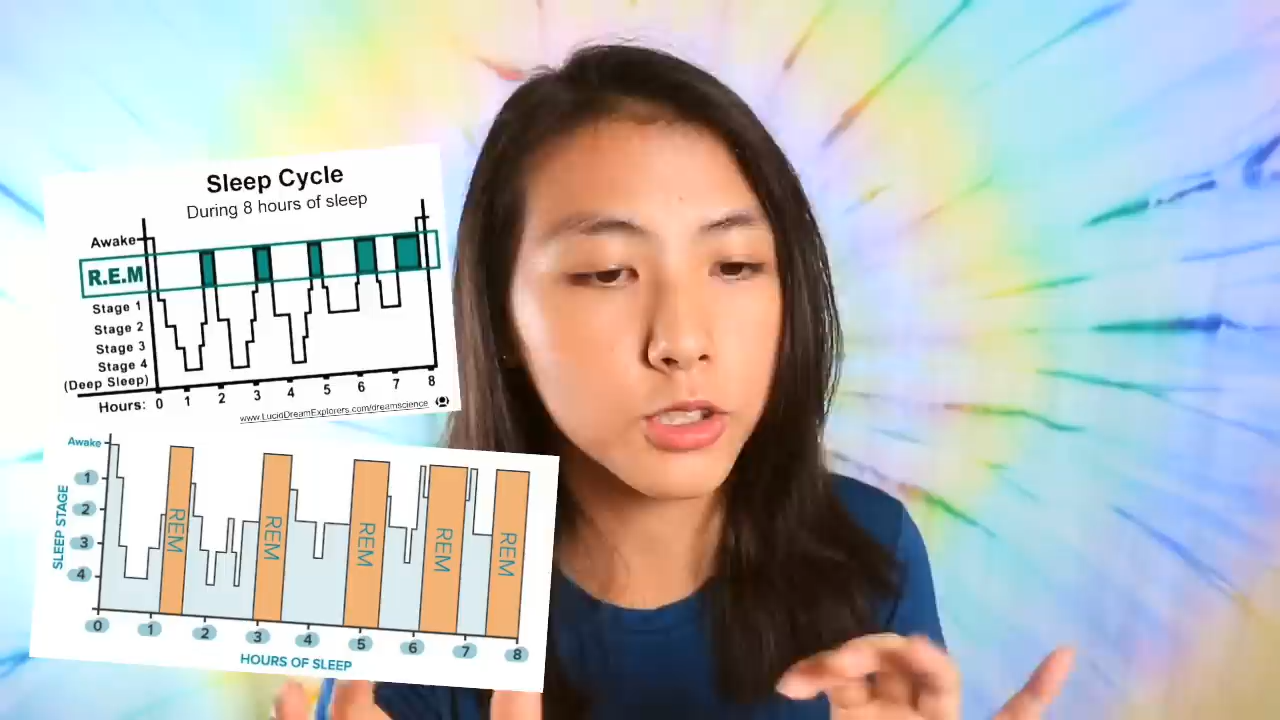 Sleep Cycle
During 8 hours of sleep
Awake
R.E.M
Stage 1
Stage 2
Stage 3
Stage 4
(Deep Sleep)
Hours: 0 1 2 3 4 5 6 7 8
www.LucidDreamExplorers.com/dreamscience
Awake
1
2
3
4
SLEEP STAGE
REM REM REM REM REM
0 1 2 3 4 5 6 7 8
HOURS OF SLEEP